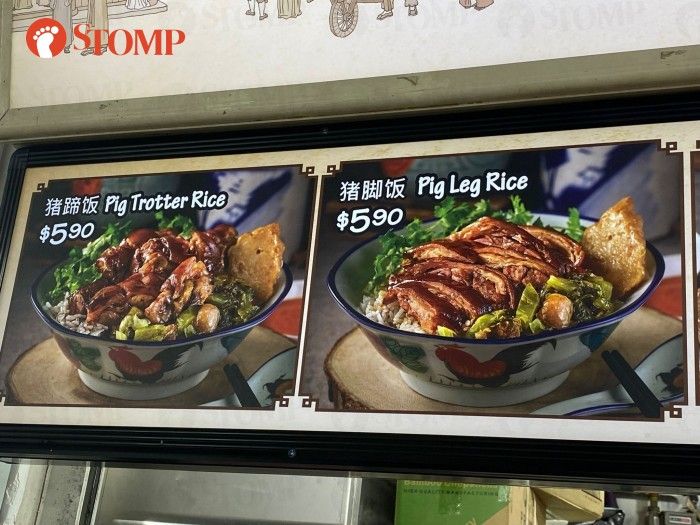 STOMP
猪蹄饭 Pig Trotter Rice
$5.90
猪脚饭 Pig Leg Rice
$5.90